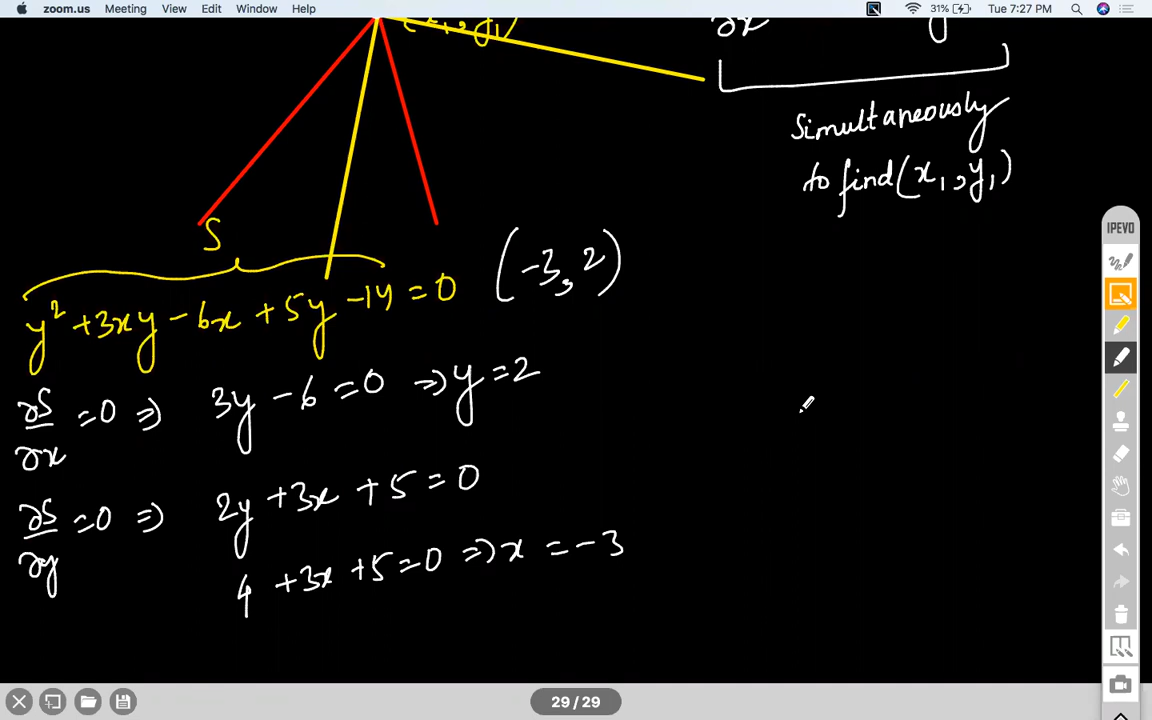 zoom.us Meeting View Edit Window Help 31% Tue 7:27 PM
(x₁, y₁)
∂x y
Simultaneously
to find (x₁, y₁)
IPEVO
S
(-3, 2)
y² + 3xy - 6x + 5y - 14 = 0
∂S/∂x = 0 ⇒ 3y - 6 = 0 ⇒ y = 2
∂S/∂y = 0 ⇒ 2y + 3x + 5 = 0
4 + 3x + 5 = 0 ⇒ x = -3
29 / 29